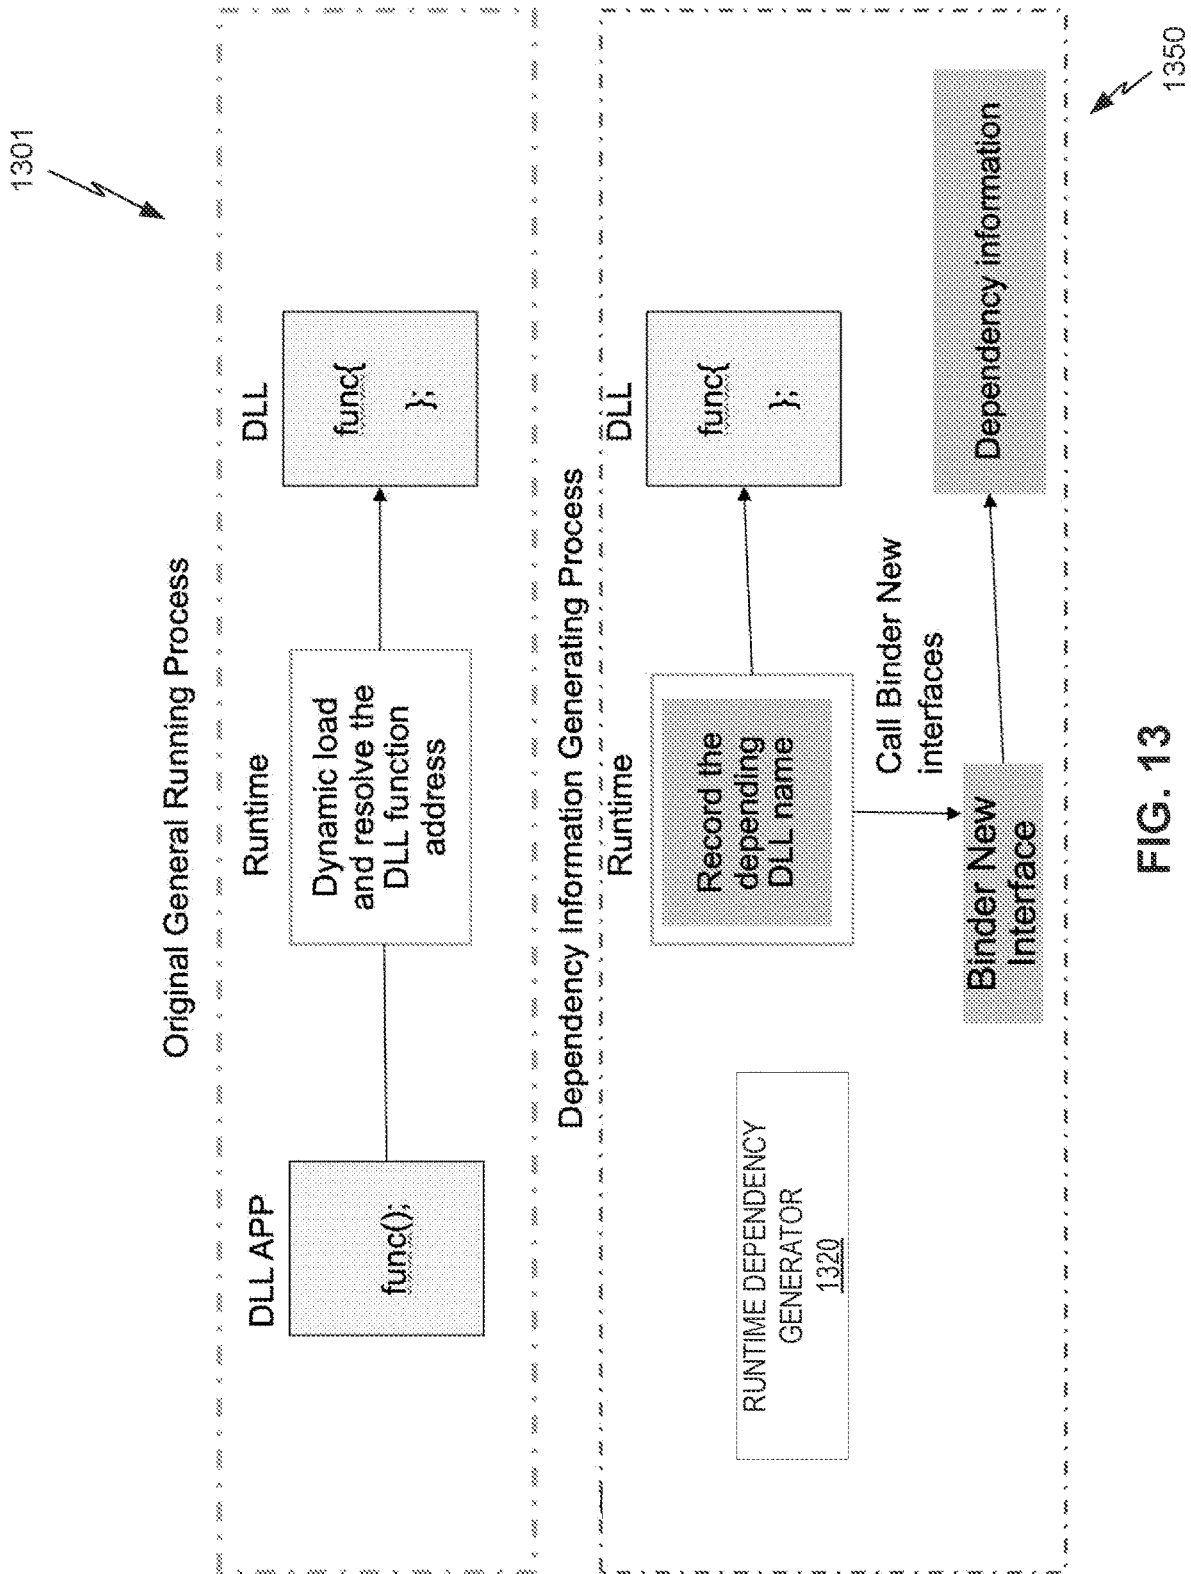 1301
Original General Running Process
DLL APP
func();
Runtime
Dynamic load
and resolve the
DLL function
address
DLL
func{
};
Dependency Information Generating Process
RUNTIME DEPENDENCY
GENERATOR
1320
Runtime
Record the
depending
DLL name
DLL
func{
};
Call Binder New
interfaces
Binder New
Interface
Dependency information
1350
FIG. 13